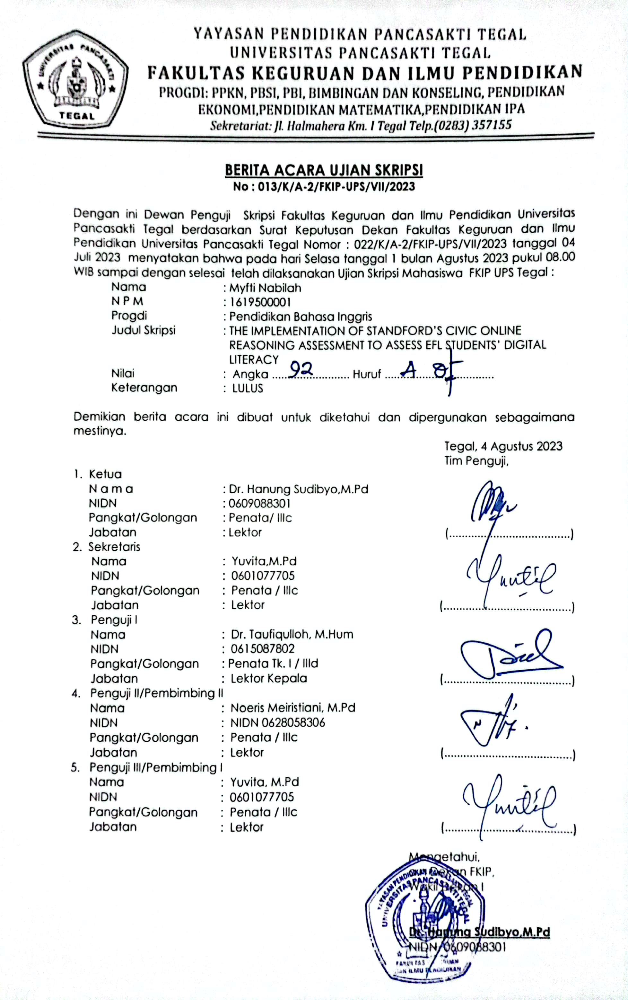 UNIVERSITAS PANCASAKTI
TEGAL
YAYASAN PENDIDIKAN PANCASAKTI TEGAL
UNIVERSITAS PANCASAKTI TEGAL
FAKULTAS KEGURUAN DAN ILMU PENDIDIKAN
PROGDI: PPKN, PBSI, PBI, BIMBINGAN DAN KONSELING, PENDIDIKAN
EKONOMI,PENDIDIKAN MATEMATIKA,PENDIDIKAN IPA
Sekretariat: Jl. Halmahera Km. 1 Tegal Telp.(0283) 357155
BERITA ACARA UJIAN SKRIPSI
No : 013/K/A-2/FKIP-UPS/VII/2023
Dengan ini Dewan Penguji Skripsi Fakultas Keguruan dan Ilmu Pendidikan Universitas
Pancasakti Tegal berdasarkan Surat Keputusan Dekan Fakultas Keguruan dan Ilmu
Pendidikan Universitas Pancasakti Tegal Nomor : 022/K/A-2/FKIP-UPS/VII/2023 tanggal 04
Juli 2023 menyatakan bahwa pada hari Selasa tanggal 1 bulan Agustus 2023 pukul 08.00
WIB sampai dengan selesai telah dilaksanakan Ujian Skripsi Mahasiswa FKIP UPS Tegal :
Nama : Myfti Nabilah
N P M : 1619500001
Progdi : Pendidikan Bahasa Inggris
Judul Skripsi : THE IMPLEMENTATION OF STANDFORD'S CIVIC ONLINE
REASONING ASSESSMENT TO ASSESS EFL STUDENTS' DIGITAL
LITERACY
Nilai : Angka ..... 92 ..... Huruf ..... A .....
Keterangan : LULUS
Demikian berita acara ini dibuat untuk diketahui dan dipergunakan sebagaimana
mestinya.
Tegal, 4 Agustus 2023
Tim Penguji,
1. Ketua
N a m a : Dr. Hanung Sudibyo,M.Pd
NIDN : 0609088301
Pangkat/Golongan : Penata/ IIIc
Jabatan : Lektor (.....)
2. Sekretaris
Nama : Yuvita,M.Pd
NIDN : 0601077705
Pangkat/Golongan : Penata / IIIc
Jabatan : Lektor (.....)
3. Penguji I
Nama : Dr. Taufiqulloh, M.Hum
NIDN : 0615087802
Pangkat/Golongan : Penata Tk. I / IIId
Jabatan : Lektor Kepala (.....)
4. Penguji II/Pembimbing II
Nama : Noeris Meiristiani, M.Pd
NIDN : NIDN 0628058306
Pangkat/Golongan : Penata / IIIc
Jabatan : Lektor (.....)
5. Penguji III/Pembimbing I
Nama : Yuvita, M.Pd
NIDN : 0601077705
Pangkat/Golongan : Penata / IIIc
Jabatan : Lektor (.....)
Mengetahui,
Dekan FKIP,
Wakil Dekan I
YAYASAN PENDIDIKAN PANCASAKTI TEGAL
UNIVERSITAS PANCASAKTI TEGAL
Dr. Hanung Sudibyo,M.Pd
NIDN 0609088301
FAKULTAS KEGURUAN
DAN ILMU PENDIDIKAN